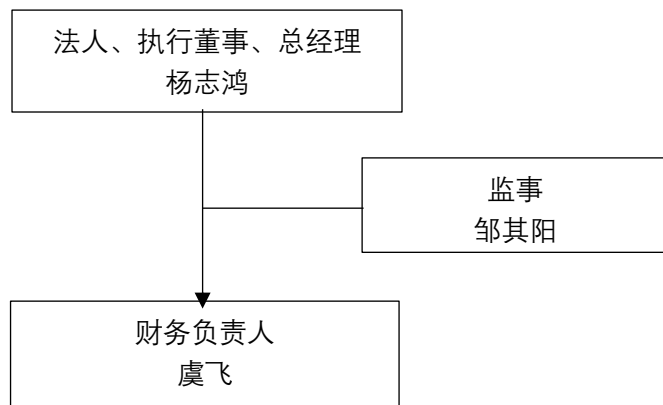 法人、执行董事、总经理
杨志鸿
监事
邹其阳
财务负责人
虞飞